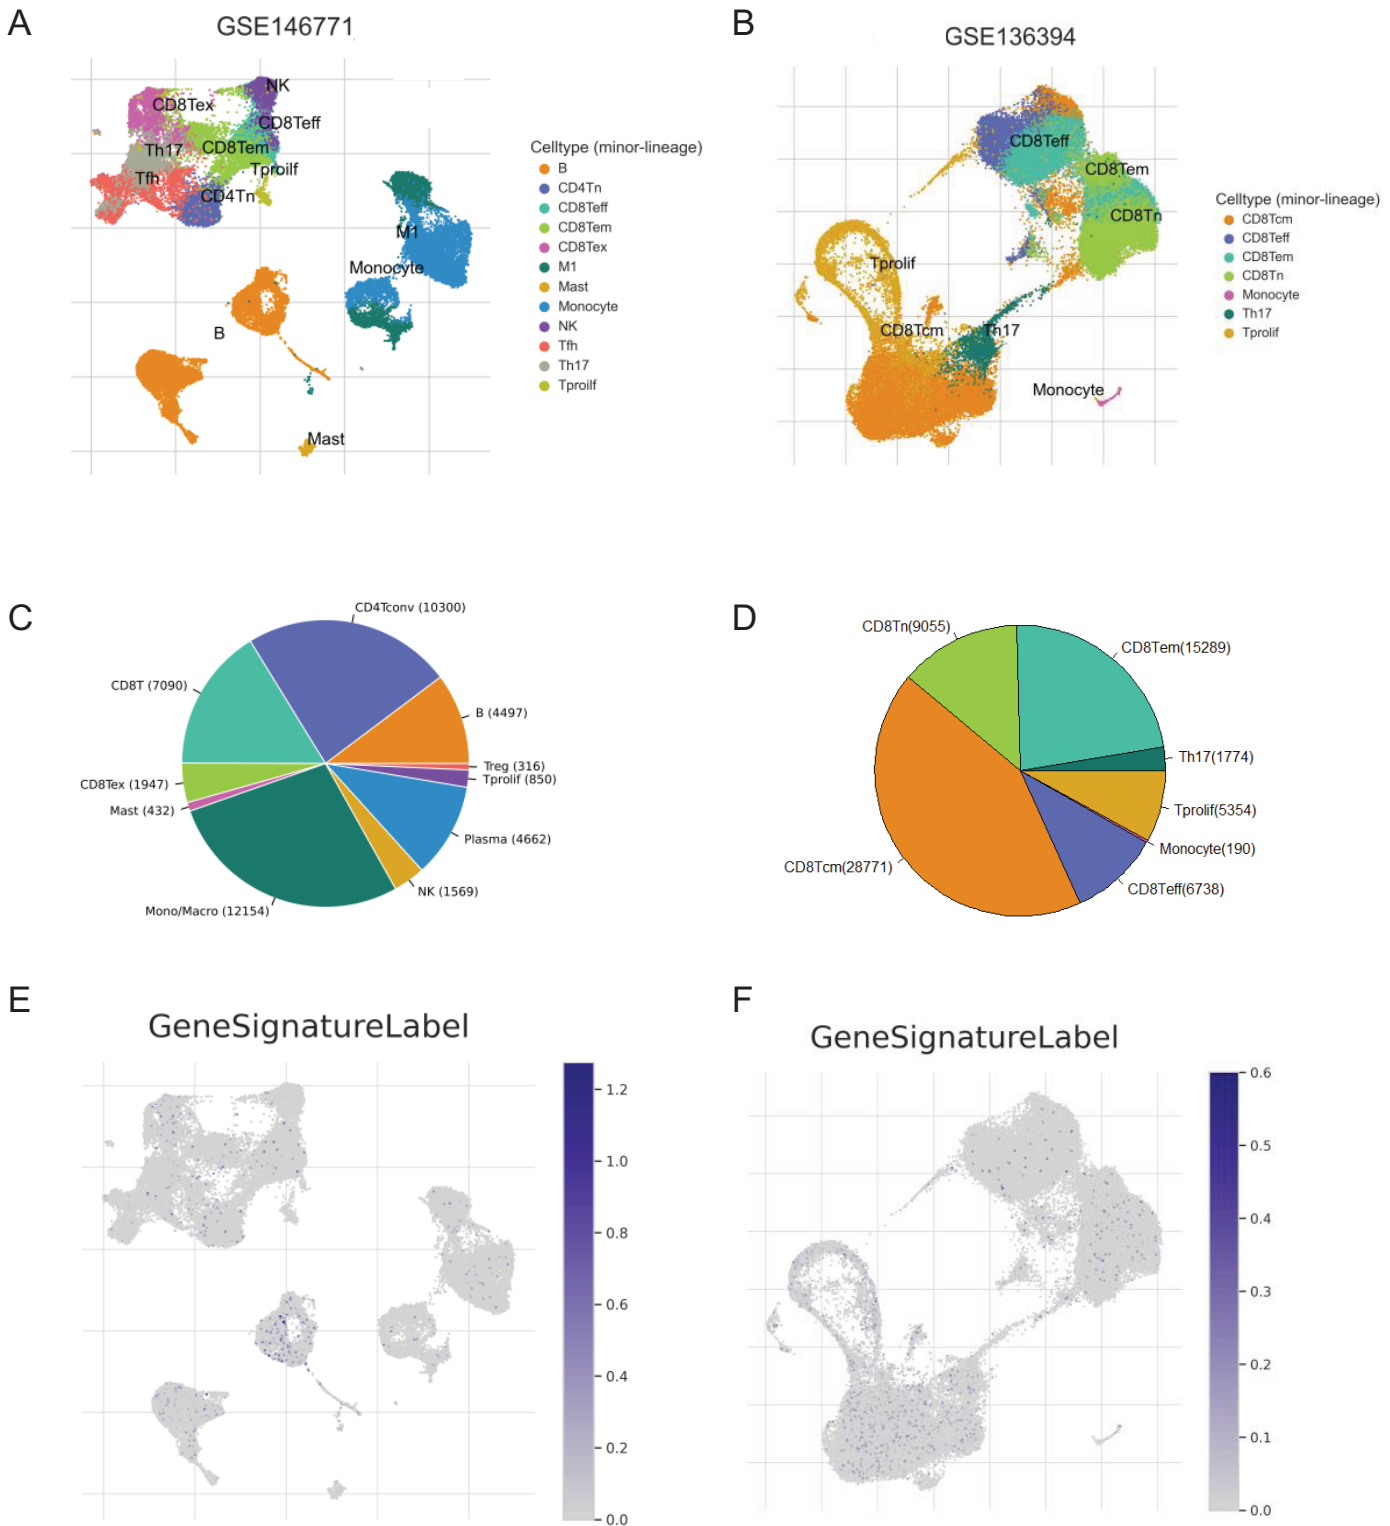 A
GSE146771
NK
CD8Tex
CD8Teff
Th17
CD8Tem
Tproilf
Tfh
CD4Tn
M1
Monocyte
B
Mast
Celltype (minor-lineage)
B
CD4Tn
CD8Teff
CD8Tem
CD8Tex
M1
Mast
Monocyte
NK
Tfh
Th17
Tproilf
B
GSE136394
CD8Teff
CD8Tem
CD8Tn
Tprolif
CD8Tcm
Th17
Monocyte
Celltype (minor-lineage)
CD8Tcm
CD8Teff
CD8Tem
CD8Tn
Monocyte
Th17
Tprolif
C
CD4Tconv (10300)
CD8T (7090)
B (4497)
Treg (316)
Tprolif (850)
CD8Tex (1947)
Mast (432)
Plasma (4662)
NK (1569)
Mono/Macro (12154)
D
CD8Tn(9055)
CD8Tem(15289)
Th17(1774)
Tprolif(5354)
Monocyte(190)
CD8Tcm(28771)
CD8Teff(6738)
E
GeneSignatureLabel
1.2
1.0
0.8
0.6
0.4
0.2
0.0
F
GeneSignatureLabel
0.6
0.5
0.4
0.3
0.2
0.1
0.0